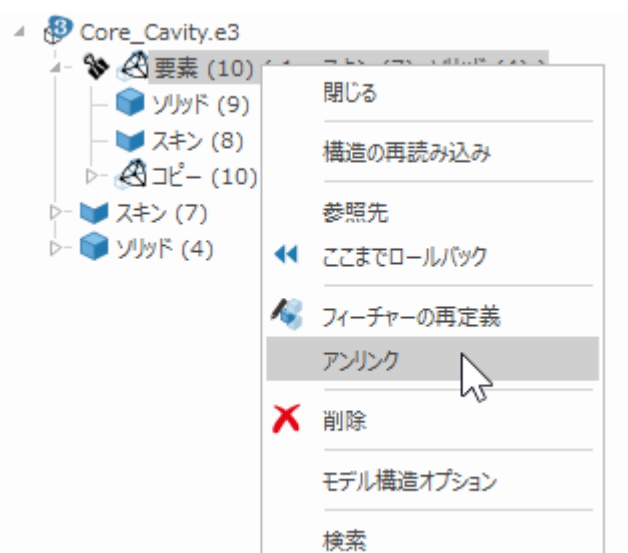 Core_Cavity.e3
要素 (10)
ソリッド (9)
スキン (8)
コピー (10)
スキン (7)
ソリッド (4)
閉じる
構造の再読み込み
参照先
ここまでロールバック
フィーチャーの再定義
アンリンク
削除
モデル構造オプション
検索